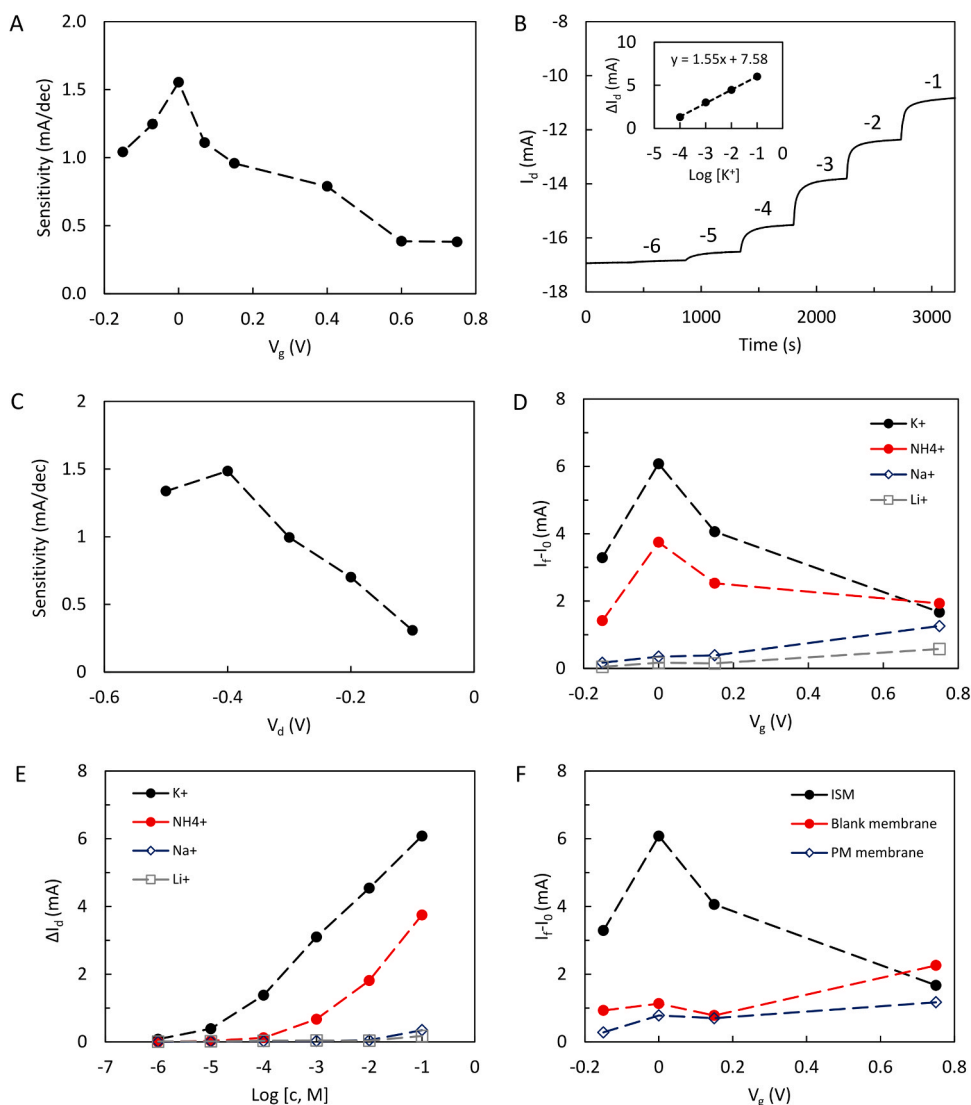 A
Sensitivity (mA/dec)
2.0
1.5
1.0
0.5
0.0
-0.2 0 0.2 0.4 0.6 0.8
Vg (V)
B
Id (mA)
-8
-10
-12
-14
-16
-18
0 1000 2000 3000
Time (s)
-6
-5
-4
-3
-2
-1
ΔId (mA)
10
5
0
y = 1.55x + 7.58
-5 -4 -3 -2 -1 0
Log [K+]
C
Sensitivity (mA/dec)
2
1.5
1
0.5
0
-0.6 -0.4 -0.2 0
Vd (V)
D
If-I0 (mA)
8
6
4
2
0
-0.2 0 0.2 0.4 0.6 0.8
Vg (V)
K+
NH4+
Na+
Li+
E
ΔId (mA)
8
6
4
2
0
-7 -6 -5 -4 -3 -2 -1 0
Log [c, M]
K+
NH4+
Na+
Li+
F
If-I0 (mA)
8
6
4
2
0
-0.2 0 0.2 0.4 0.6 0.8
Vg (V)
ISM
Blank membrane
PM membrane